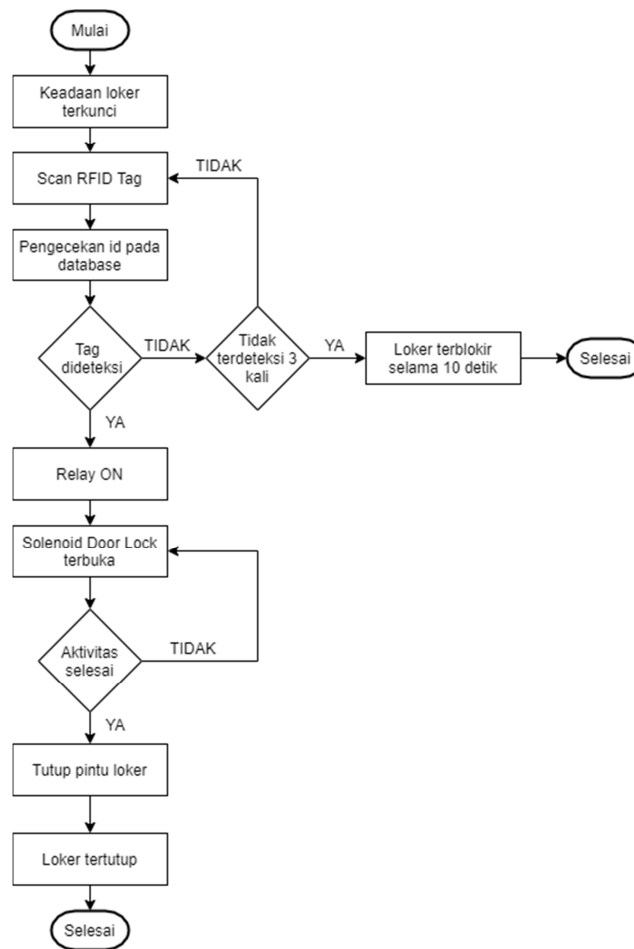 Mulai
Keadaan loker
terkunci
TIDAK
Scan RFID Tag
Pengecekan id pada
database
Tag
dideteksi
TIDAK
Tidak
terdeteksi 3
kali
YA
Loker terblokir
selama 10 detik
Selesai
YA
Relay ON
Solenoid Door Lock
terbuka
Aktivitas
selesai
TIDAK
YA
Tutup pintu loker
Loker tertutup
Selesai